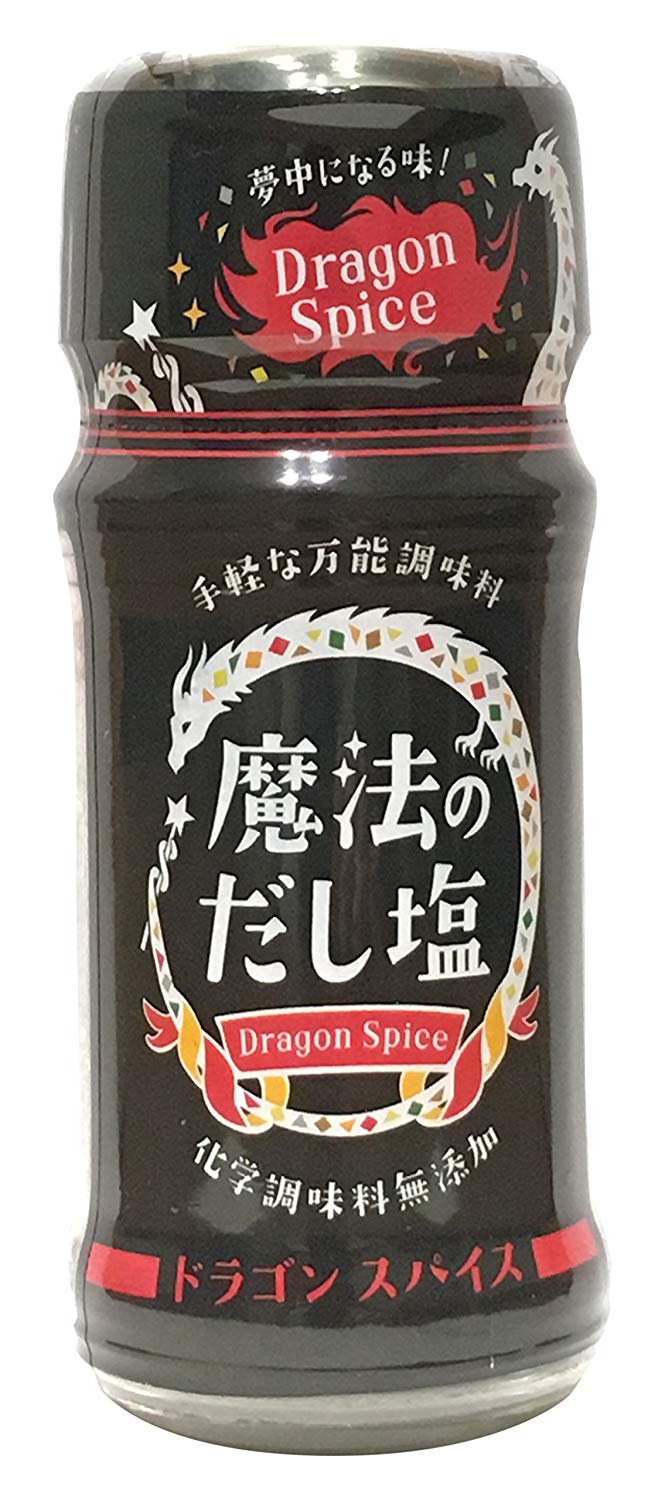 夢中になる味!
Dragon
Spice
手軽な万能調味料
魔法の
だし塩
Dragon Spice
化学調味料無添加
ドラゴン スパイス